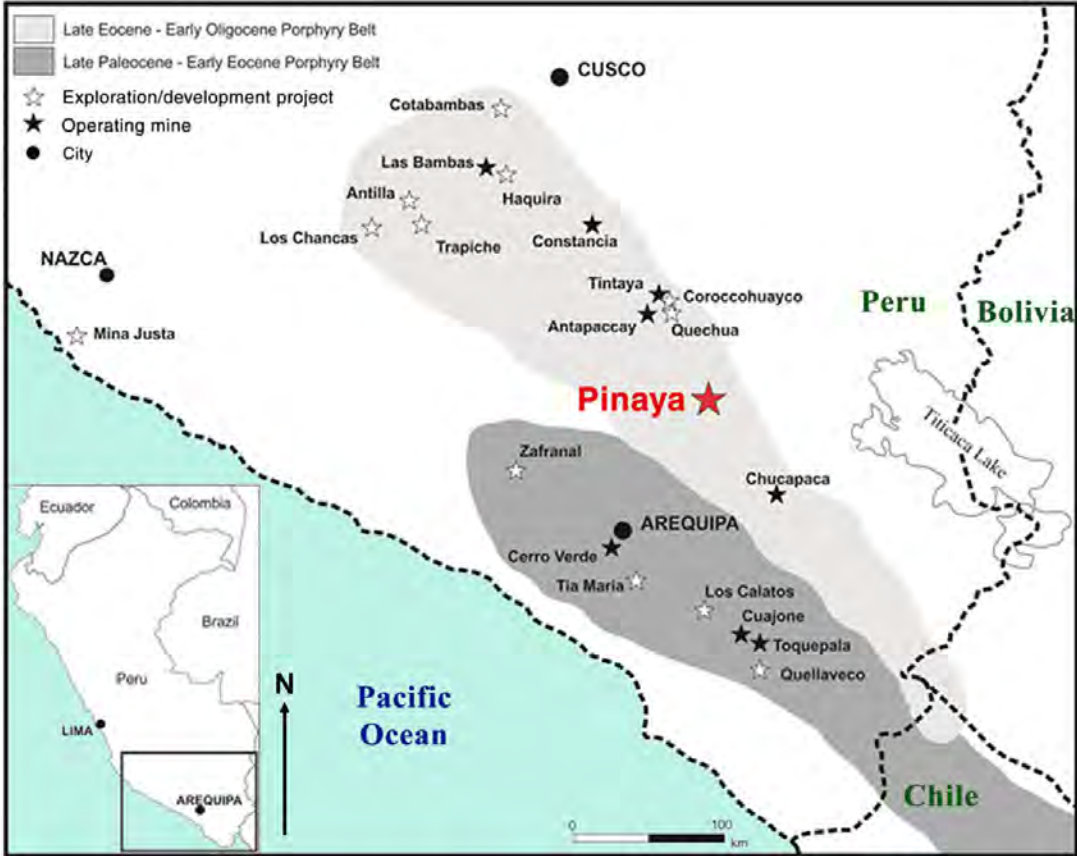 Late Eocene - Early Oligocene Porphyry Belt
Late Paleocene - Early Eocene Porphyry Belt
Exploration/development project
Operating mine
City
CUSCO
Cotabambas
Las Bambas
Haquira
Antilla
Trapiche
Los Chancas
Constancia
NAZCA
Mina Justa
Tintaya
Coroccohuayco
Antapaccay
Quechua
Peru
Bolivia
Pinaya
Titicaca Lake
Zafranal
Chucapaca
AREQUIPA
Cerro Verde
Tia Maria
Los Calatos
Cuajone
Toquepala
Quellaveco
Pacific
Ocean
Chile
N
0
100
km
Ecuador
Colombia
Brazil
Peru
LIMA
AREQUIPA